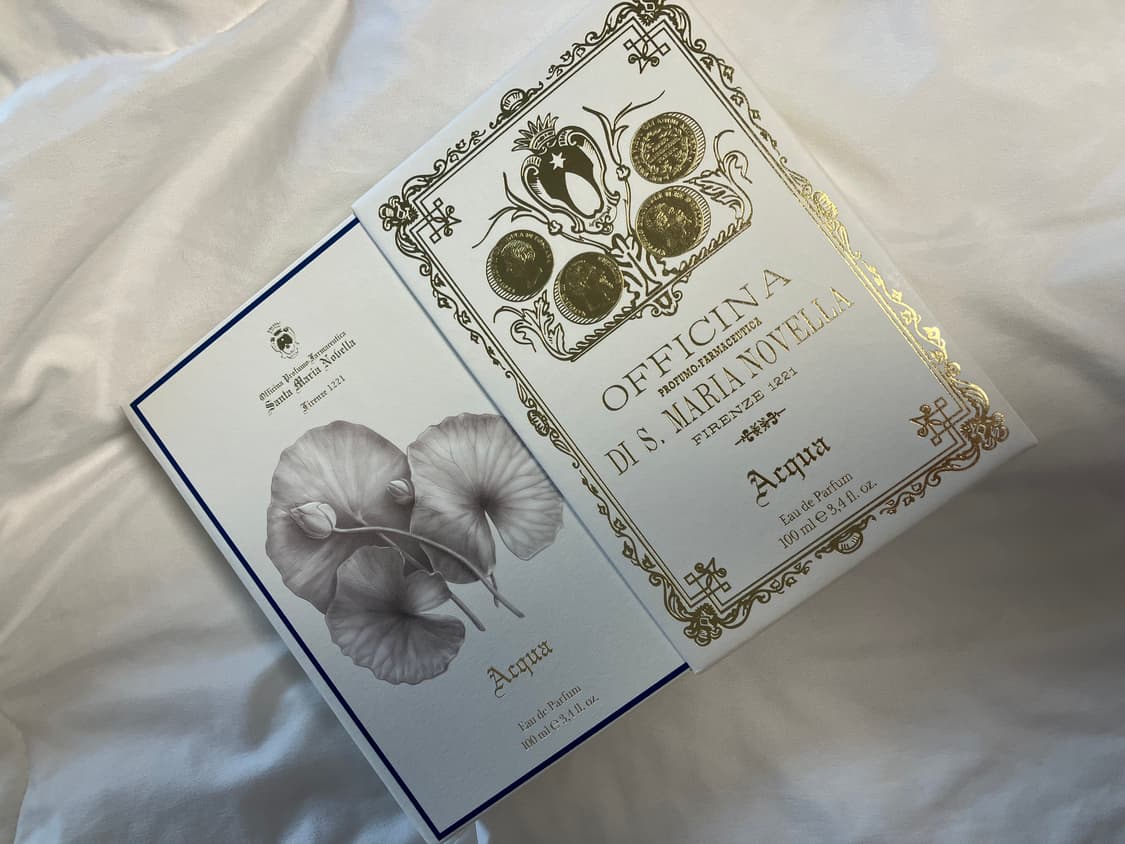 Officina Profumo-Farmaceutica
Santa Maria Novella
Firenze 1221
Acqua
Eau de Parfum
100 ml ℮ 3,4 fl. oz.
OFFICINA
PROFUMO-FARMACEUTICA
DI S. MARIA NOVELLA
FIRENZE 1221
Acqua
Eau de Parfum
100 ml ℮ 3,4 fl. oz.